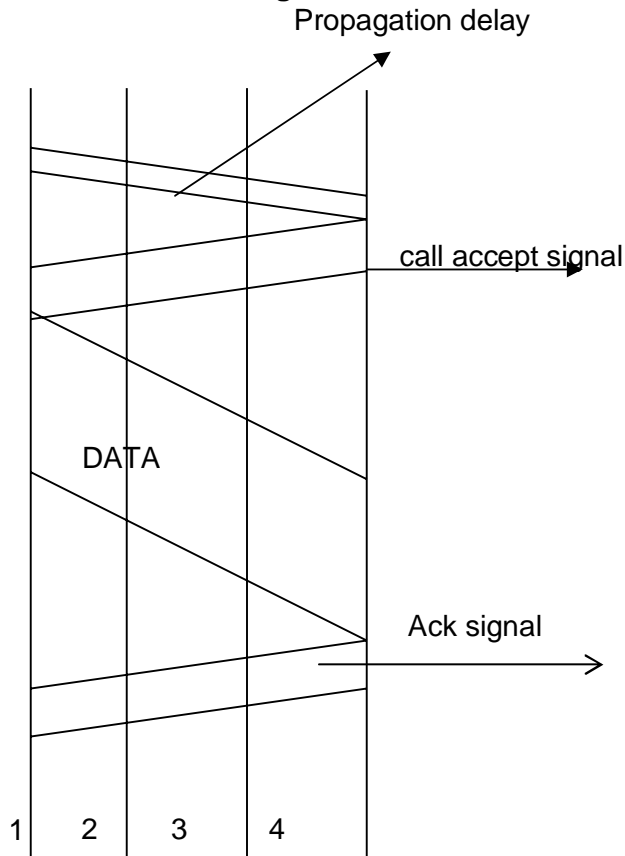 Propagation delay
call accept signal
DATA
Ack signal
1 2 3 4